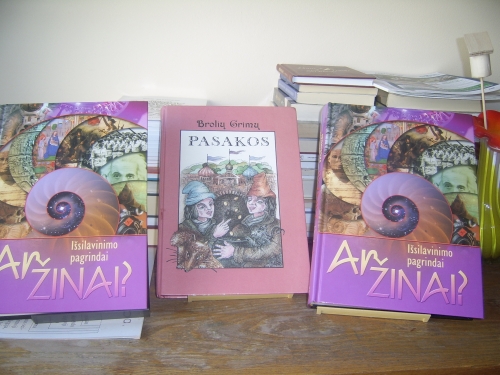 Išsilavinimo
pagrindai
Ar
ŽINAI?
Brolių Grimų
PASAKOS
Išsilavinimo
pagrindai
Ar
ŽINAI?